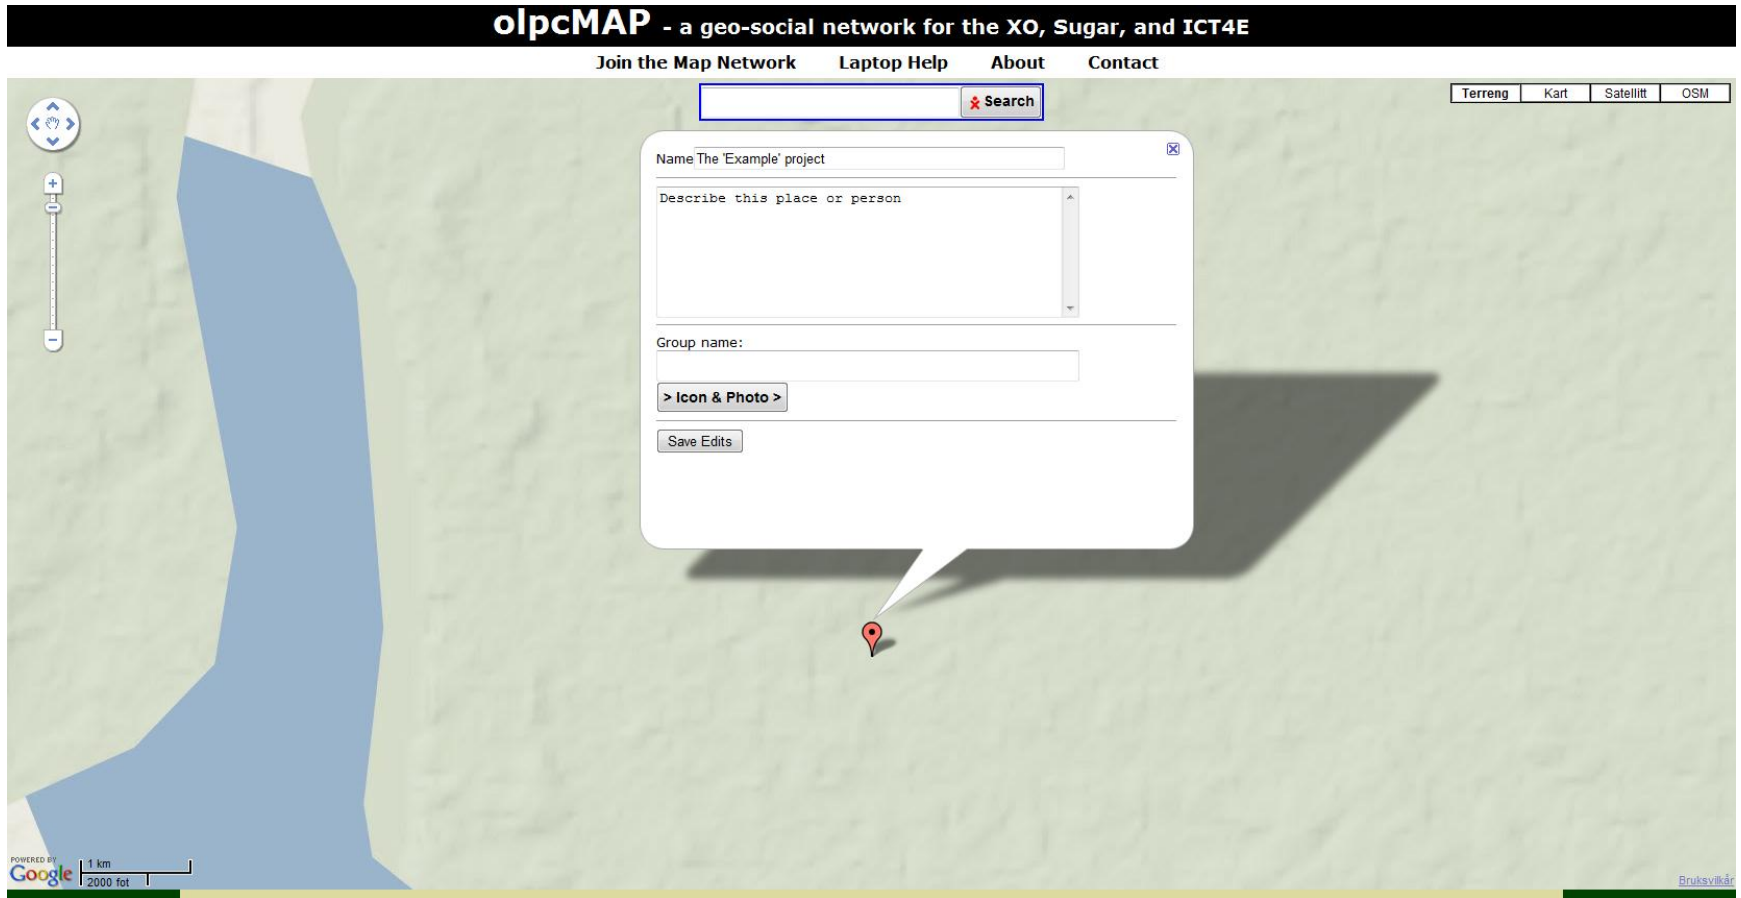 olpcMAP - a geo-social network for the XO, Sugar, and ICT4E
Join the Map Network Laptop Help About Contact
Search
Terreng Kart Satellitt OSM
Name The 'Example' project
Describe this place or person
Group name:
> Icon & Photo >
Save Edits
POWERED BY
Google
1 km
2000 fot
Bruksvilkår